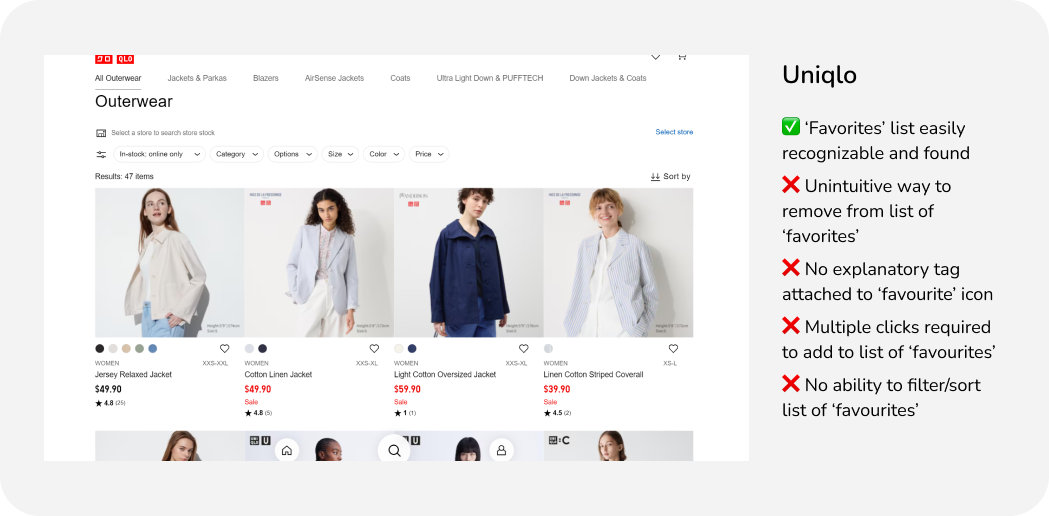 QLO
All Outerwear Jackets & Parkas Blazers AirSense Jackets Coats Ultra Light Down & PUFFTECH Down Jackets & Coats
Outerwear
Select a store to search store stock Select store
In-stock: online only Category Options Size Color Price
Results: 47 items Sort by
WOMEN XXS-XXL
Jersey Relaxed Jacket
$49.90
4.8 (25)
WOMEN XXS-XL
Cotton Linen Jacket
$49.90
Sale
4.8 (5)
WOMEN XXS-XL
Light Cotton Oversized Jacket
$59.90
Sale
1 (1)
WOMEN XS-L
Linen Cotton Striped Coverall
$39.90
Sale
4.5 (2)
U
U
: C
Uniqlo
✅ ‘Favorites’ list easily
recognizable and found
❌ Unintuitive way to
remove from list of
‘favorites’
❌ No explanatory tag
attached to ‘favourite’ icon
❌ Multiple clicks required
to add to list of ‘favourites’
❌ No ability to filter/sort
list of ‘favourites’